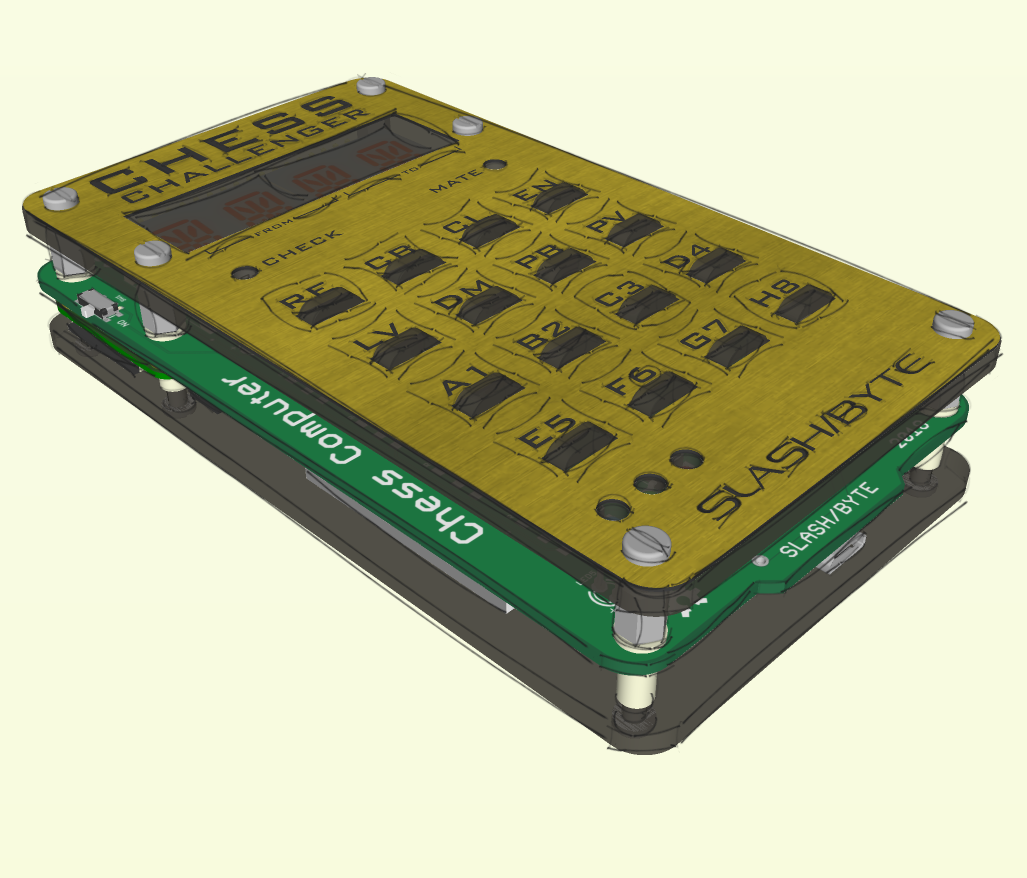 CHESS
CHALLENGER
FROM TO
CHECK MATE
RE CB CL EN
LV DM PB PV
A1 B2 C3 D4
E5 F6 G7 H8
SLASH/BYTE
ON
Chess Computer
SLASH/BYTE